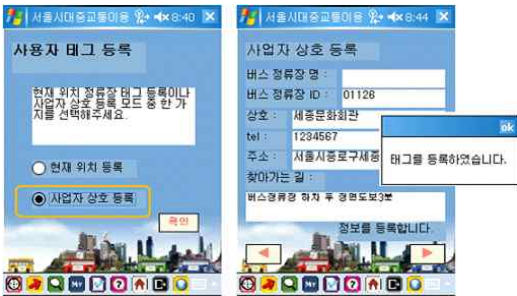 서울시대중교통이용 8:40
사용자 태그 등록
현재 위치 정류장 태그 등록이나
사업자 상호 등록 모드 중 한 가
지를 선택해주세요.
현재 위치 등록
사업자 상호 등록
확인
서울시대중교통이용 8:44
사업자 상호 등록
버스 정류장 명 :
버스 정류장 ID : 01126
상호 : 세종문화회관
tel : 1234567
주소 : 서울시종로구세종
찾아가는 길 :
버스정류장 하차 후 정면도보3분
정보를 등록합니다.
ok
태그를 등록하였습니다.